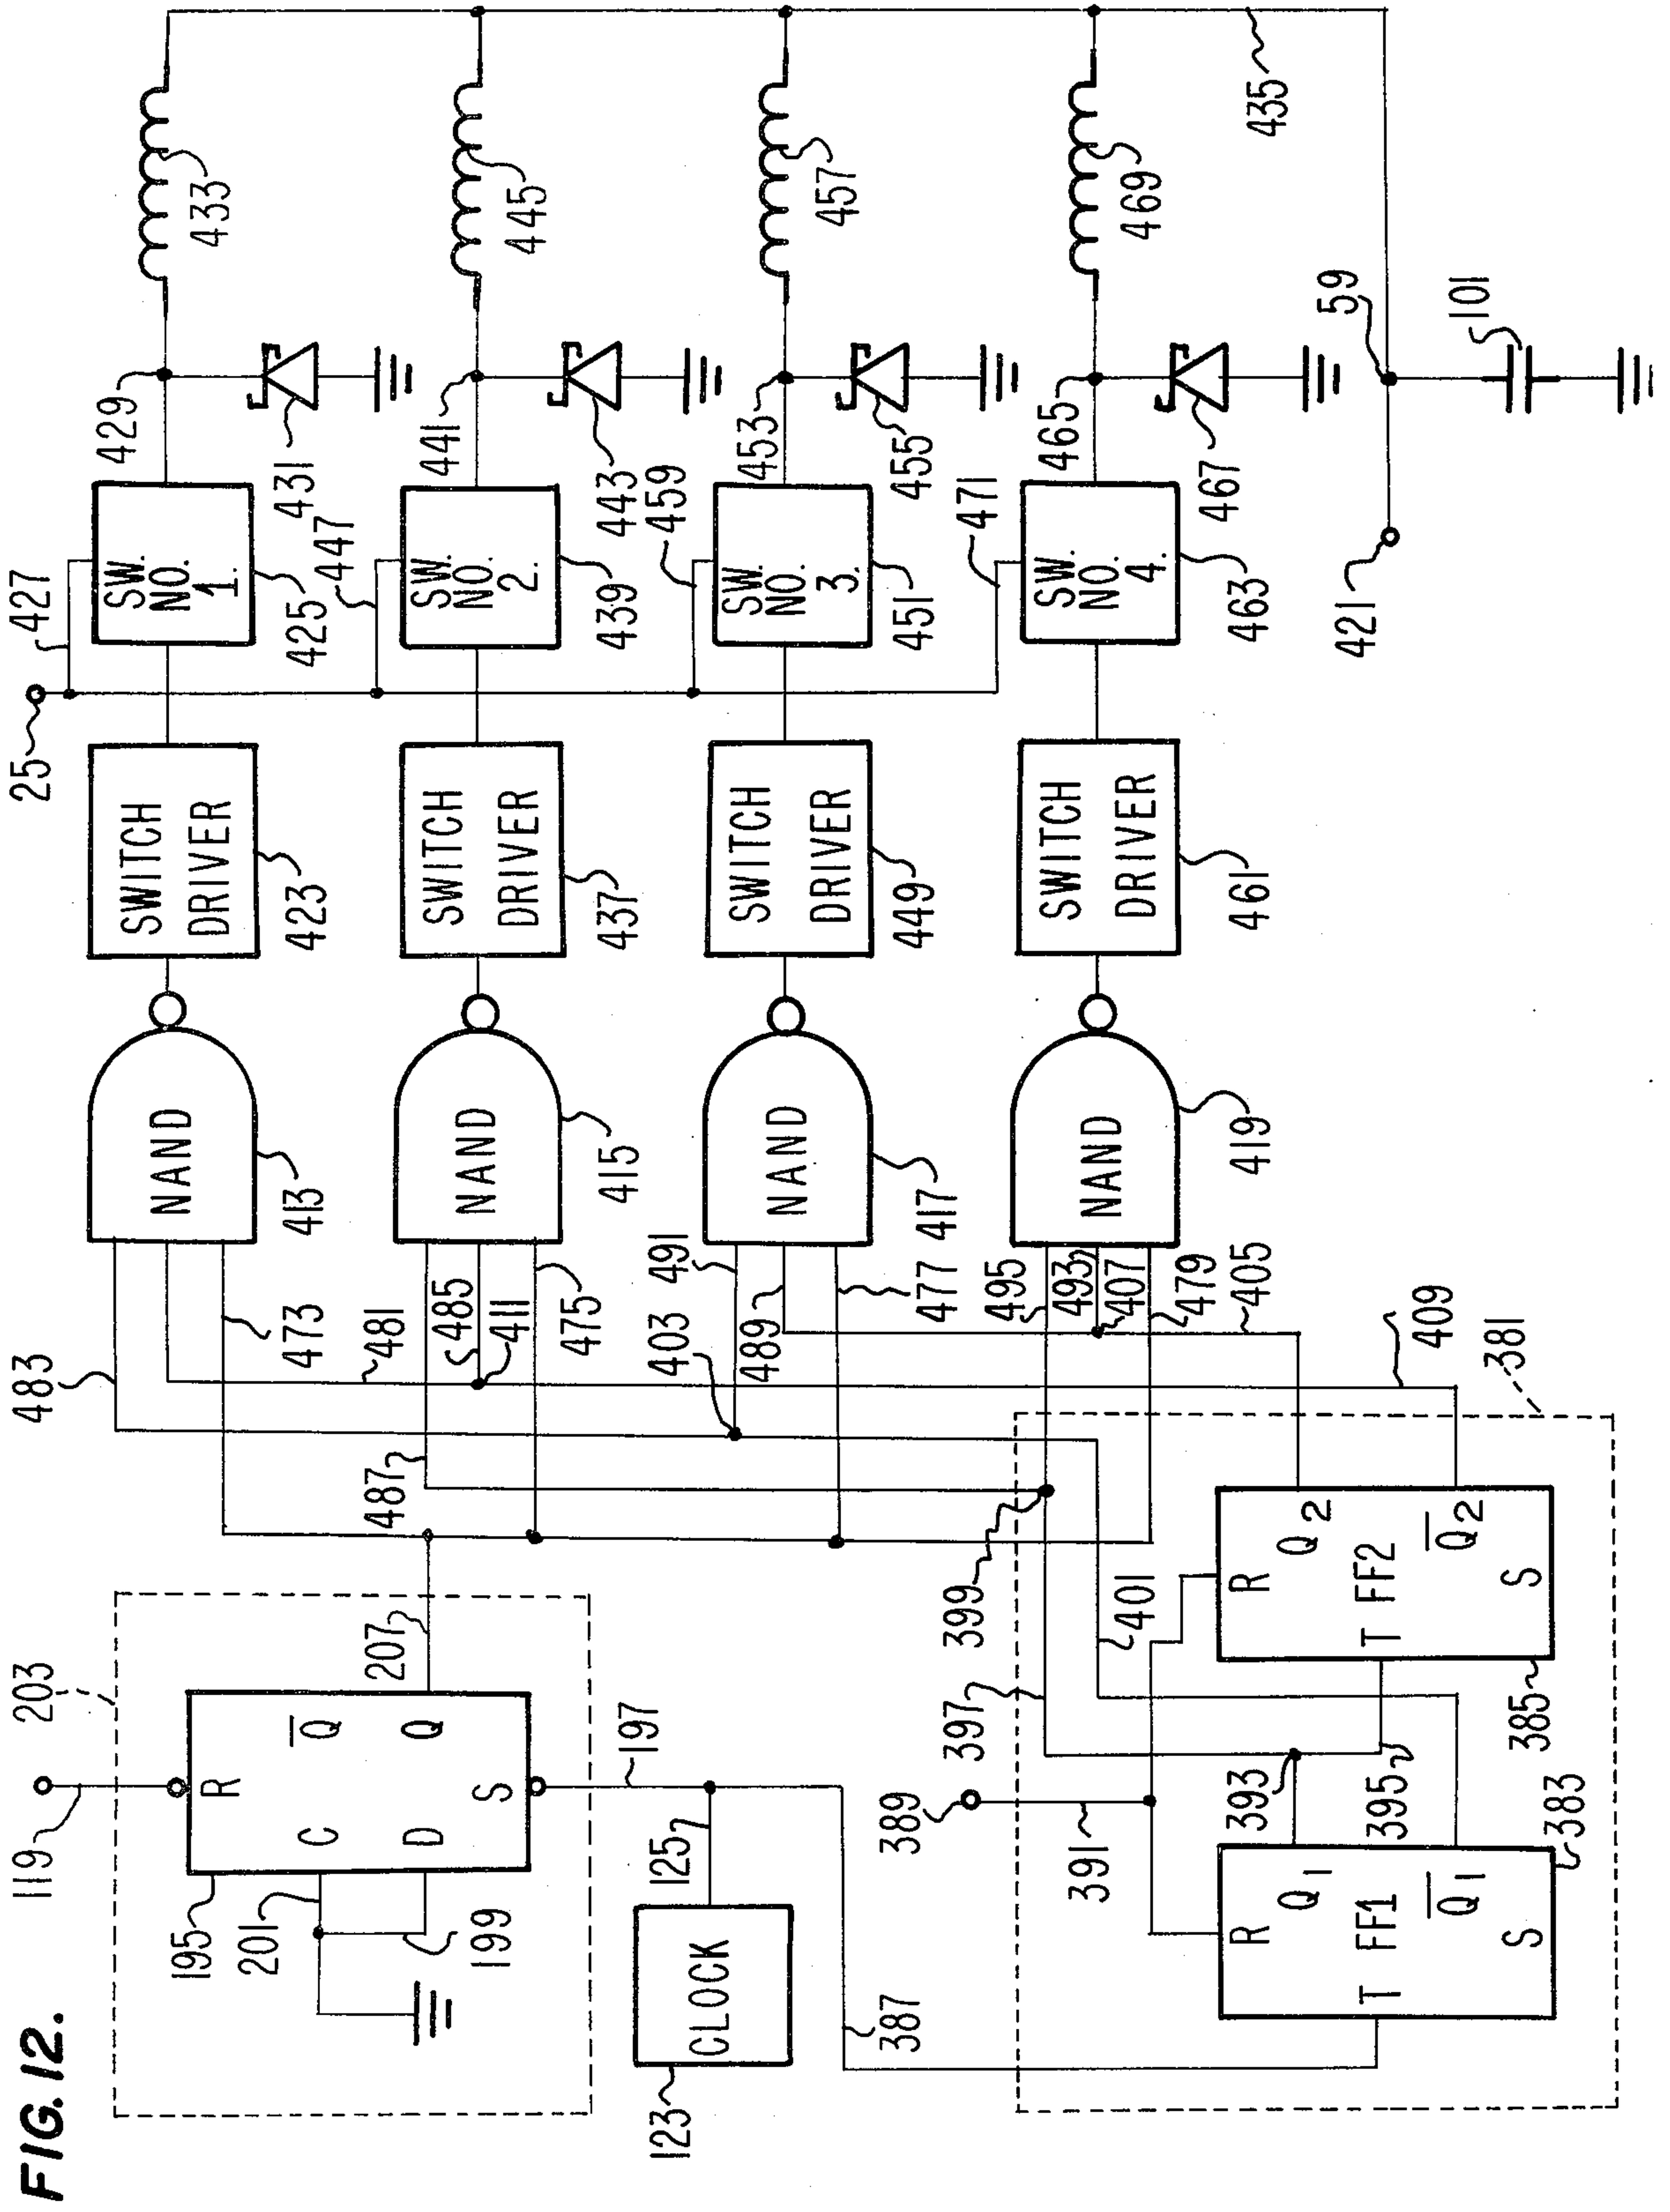 FIG. 12.
119
203
R
C
Q̅
D
Q
S
195
201
199
207
197
125
CLOCK
123
387
389
391
397
399
401
393
395
R
Q1
T
FF1
Q̅1
S
383
R
Q2
T
FF2
Q̅2
S
385
381
409
483
473
481
487
485
411
475
403
491
489
477
495
493
407
479
405
NAND
413
NAND
415
NAND
417
NAND
419
SWITCH
DRIVER
423
SWITCH
DRIVER
437
SWITCH
DRIVER
449
SWITCH
DRIVER
461
25
427
447
459
471
SW.
NO.
1.
425
SW.
NO.
2.
439
SW.
NO.
3.
451
SW.
NO.
4.
463
429
431
433
441
443
445
453
455
457
465
467
469
435
421
59
101